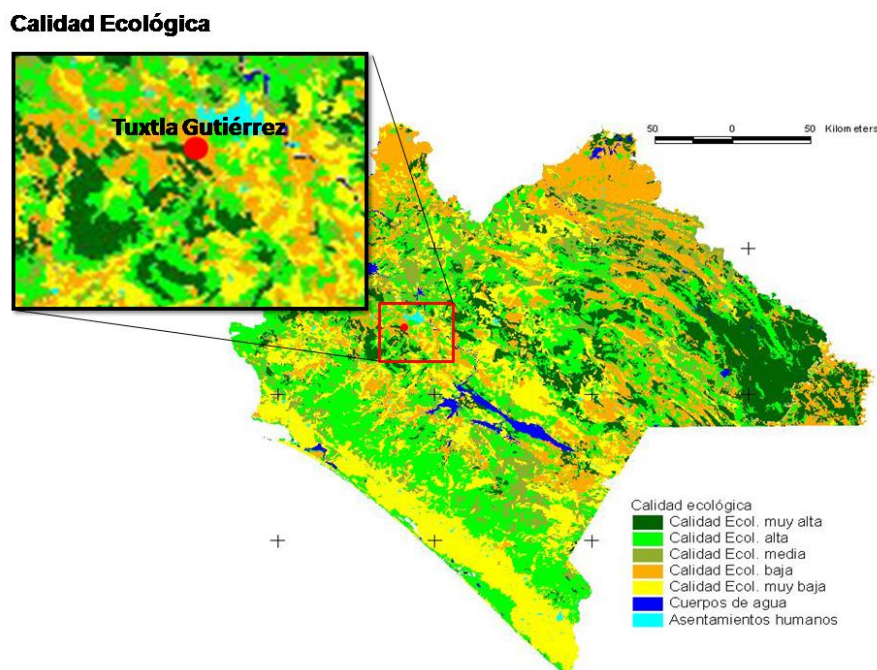 Calidad Ecológica
Tuxtla Gutiérrez
50 0 50 Kilometers
Calidad ecológica
Calidad Ecol. muy alta
Calidad Ecol. alta
Calidad Ecol. media
Calidad Ecol. baja
Calidad Ecol. muy baja
Cuerpos de agua
Asentamientos humanos